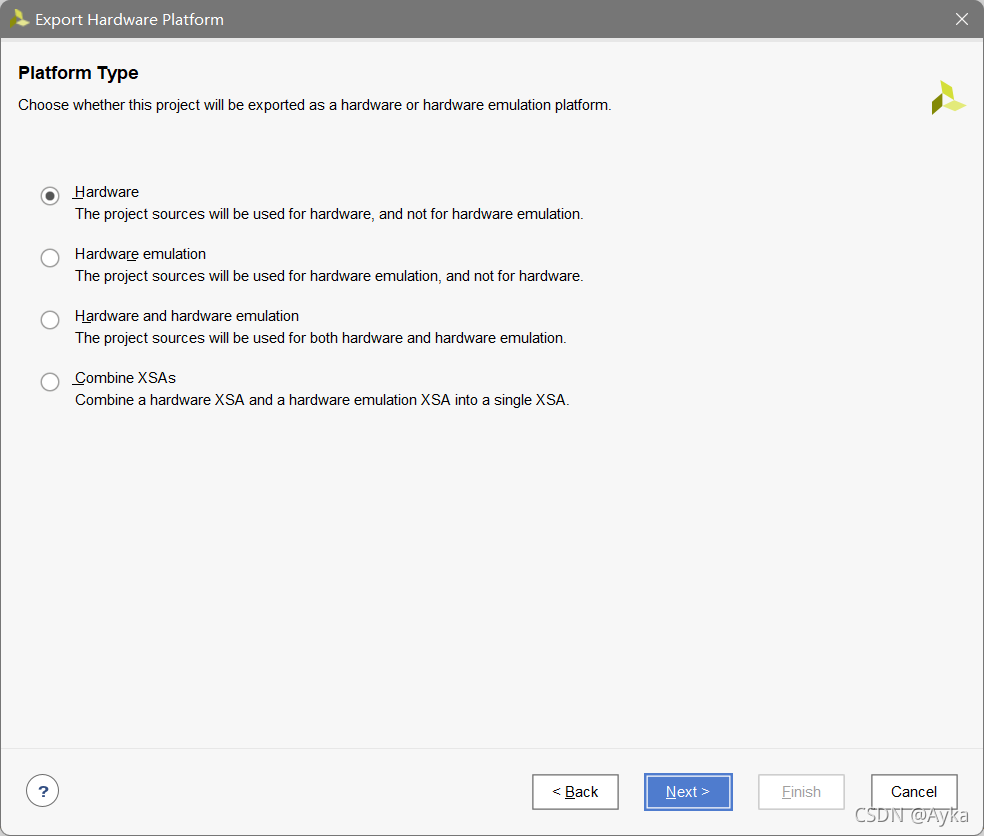 Export Hardware Platform
Platform Type
Choose whether this project will be exported as a hardware or hardware emulation platform.
Hardware
The project sources will be used for hardware, and not for hardware emulation.
Hardware emulation
The project sources will be used for hardware emulation, and not for hardware.
Hardware and hardware emulation
The project sources will be used for both hardware and hardware emulation.
Combine XSAs
Combine a hardware XSA and a hardware emulation XSA into a single XSA.
? < Back Next > Finish Cancel
CSDN @Ayka